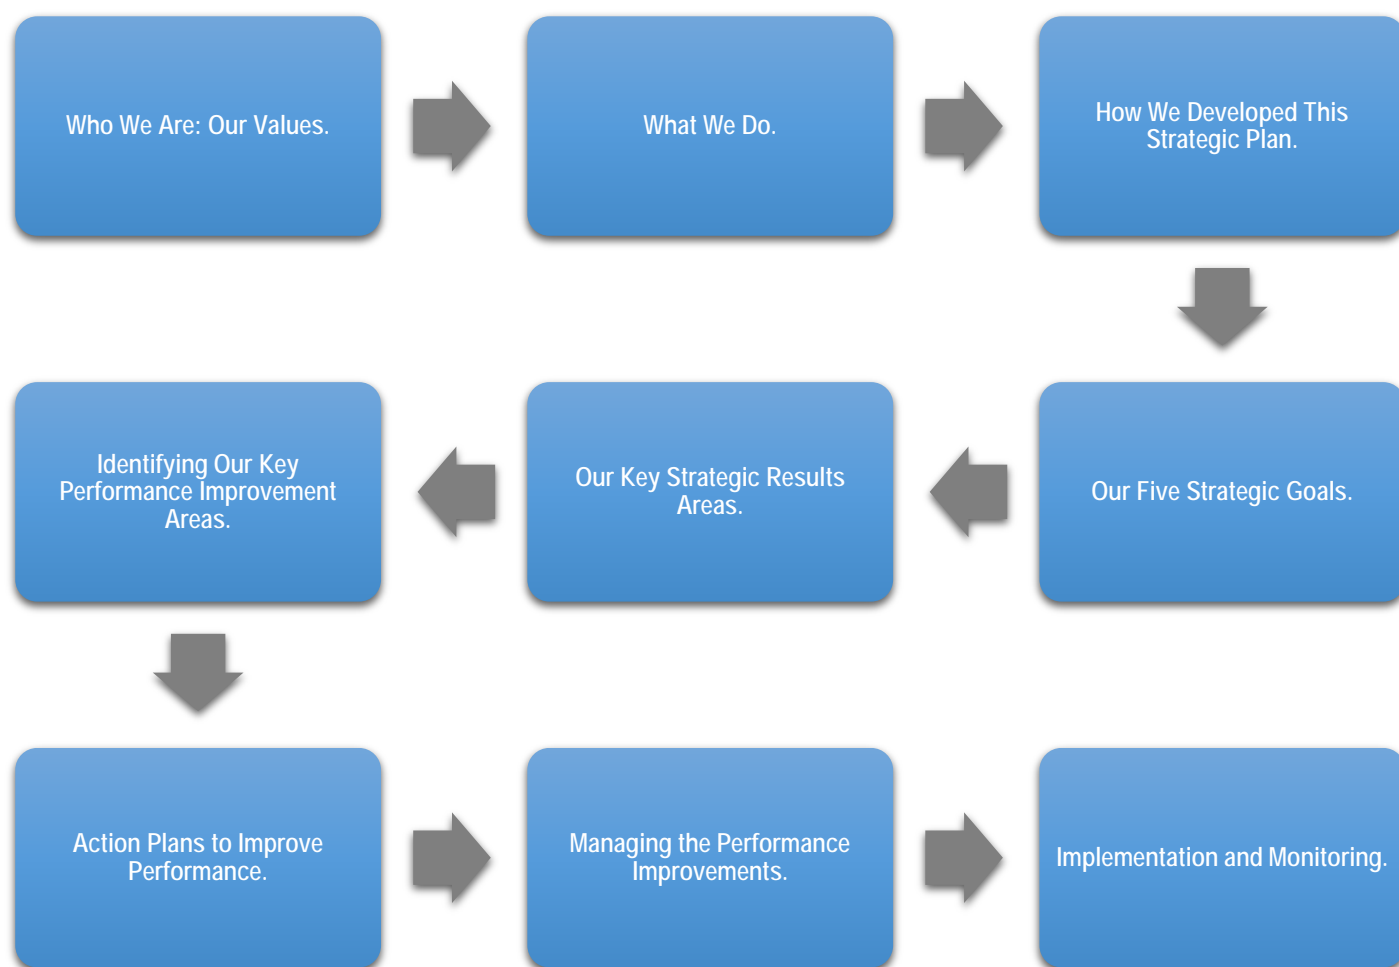 Who We Are: Our Values.
What We Do.
How We Developed This
Strategic Plan.
Our Five Strategic Goals.
Our Key Strategic Results
Areas.
Identifying Our Key
Performance Improvement
Areas.
Action Plans to Improve
Performance.
Managing the Performance
Improvements.
Implementation and Monitoring.